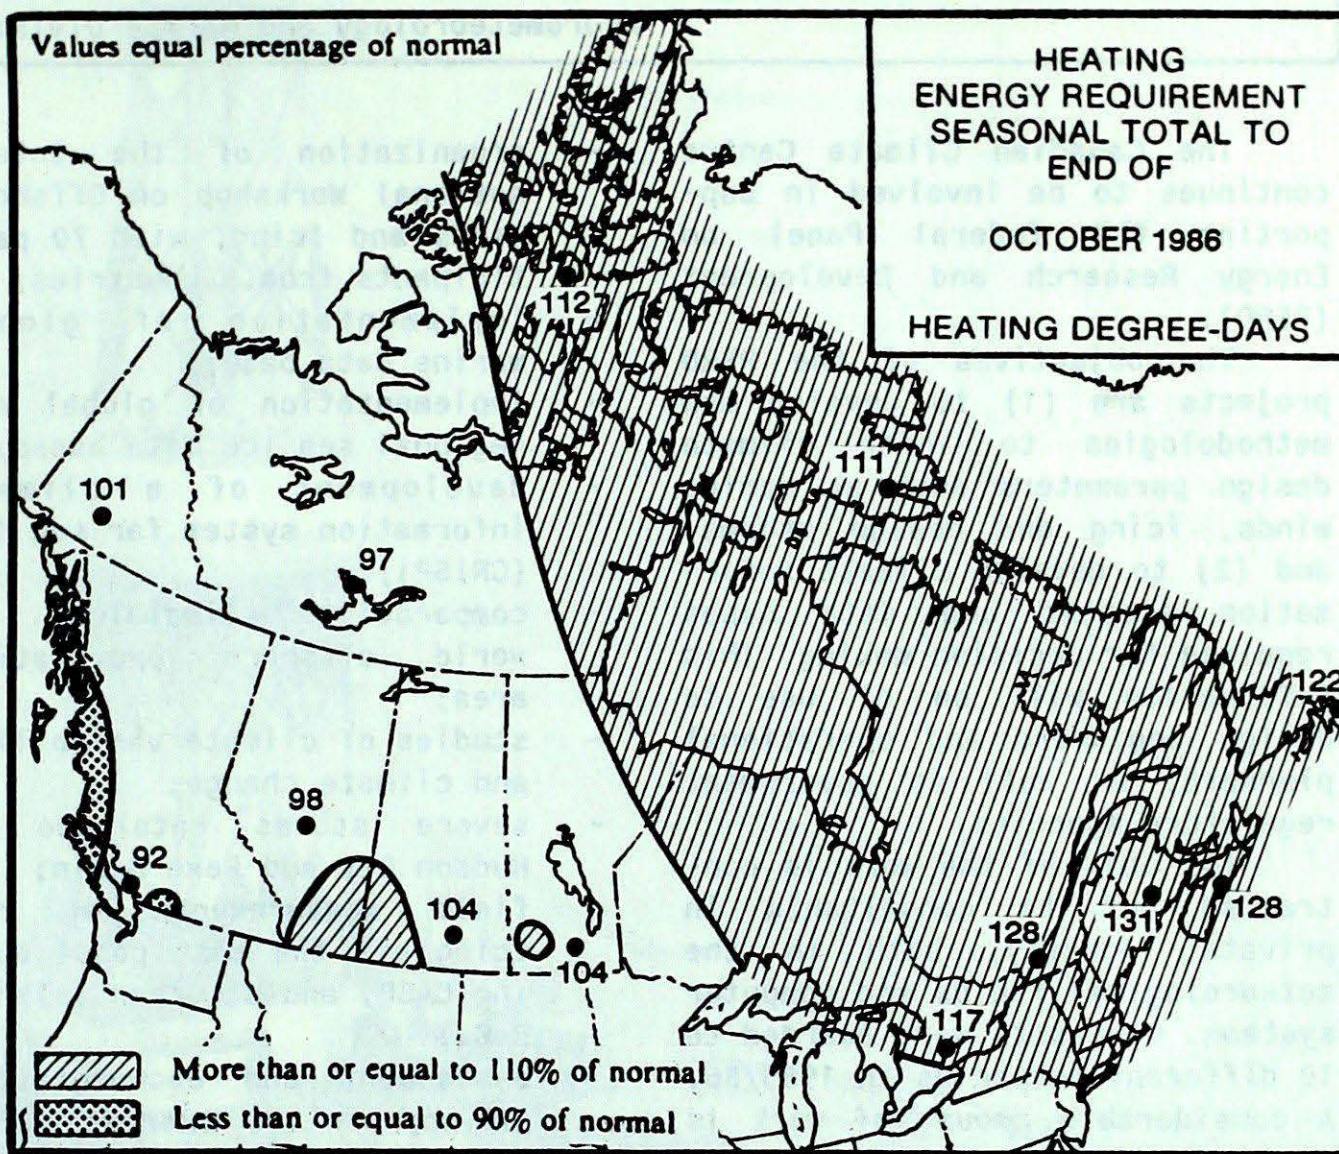 Values equal percentage of normal
HEATING
ENERGY REQUIREMENT
SEASONAL TOTAL TO
END OF
OCTOBER 1986
HEATING DEGREE-DAYS
112
111
101
97
122
98
92
104
104
128
131
128
117
More than or equal to 110% of normal
Less than or equal to 90% of normal